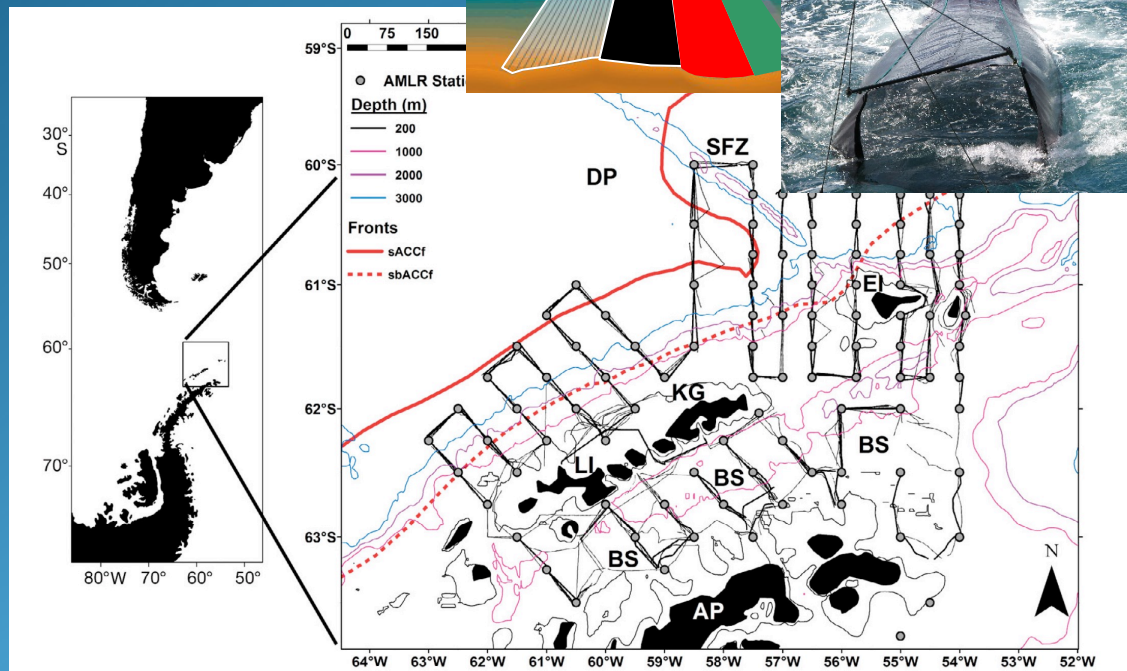 59°S
0 75 150
AMLR
Depth (m)
200
1000
2000
3000
Fronts
sACCf
sbACCf
60°S
61°S
62°S
63°S
64°W 63°W 62°W 61°W 60°W 59°W 58°W 57°W 56°W 55°W 54°W 53°W 52°W
DP
SFZ
EI
KG
LI
BS
BS
BS
AP
N
30°
S
40°
50°
60°
70°
80°W 70° 60° 50°